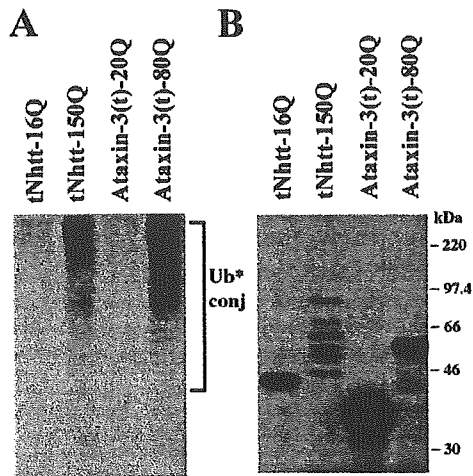 A
tNhtt-16Q
tNhtt-150Q
Ataxin-3(t)-20Q
Ataxin-3(t)-80Q
Ub*
conj
B
tNhtt-16Q
tNhtt-150Q
Ataxin-3(t)-20Q
Ataxin-3(t)-80Q
kDa
220
97.4
66
46
30